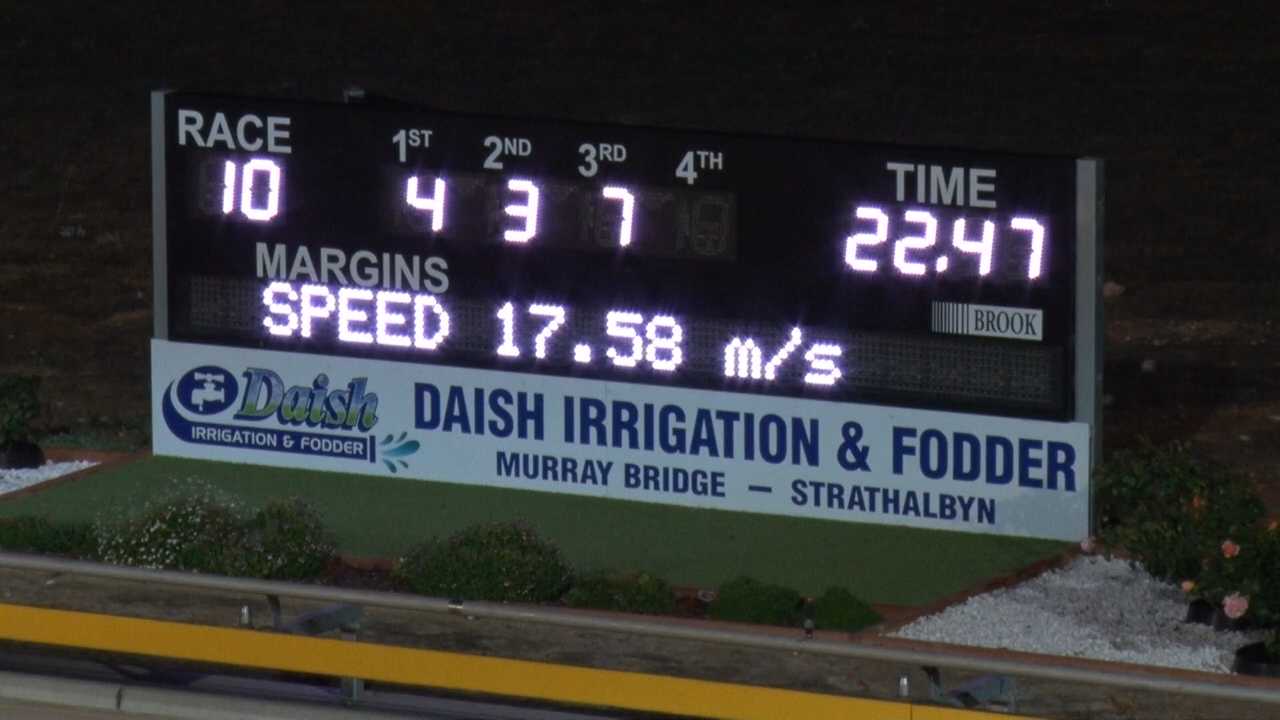 RACE 1ST 2ND 3RD 4TH TIME
10 4 3 7 22.47
MARGINS
SPEED 17.58 m/s
BROOK
Daish
IRRIGATION & FODDER
DAISH IRRIGATION & FODDER
MURRAY BRIDGE – STRATHALBYN